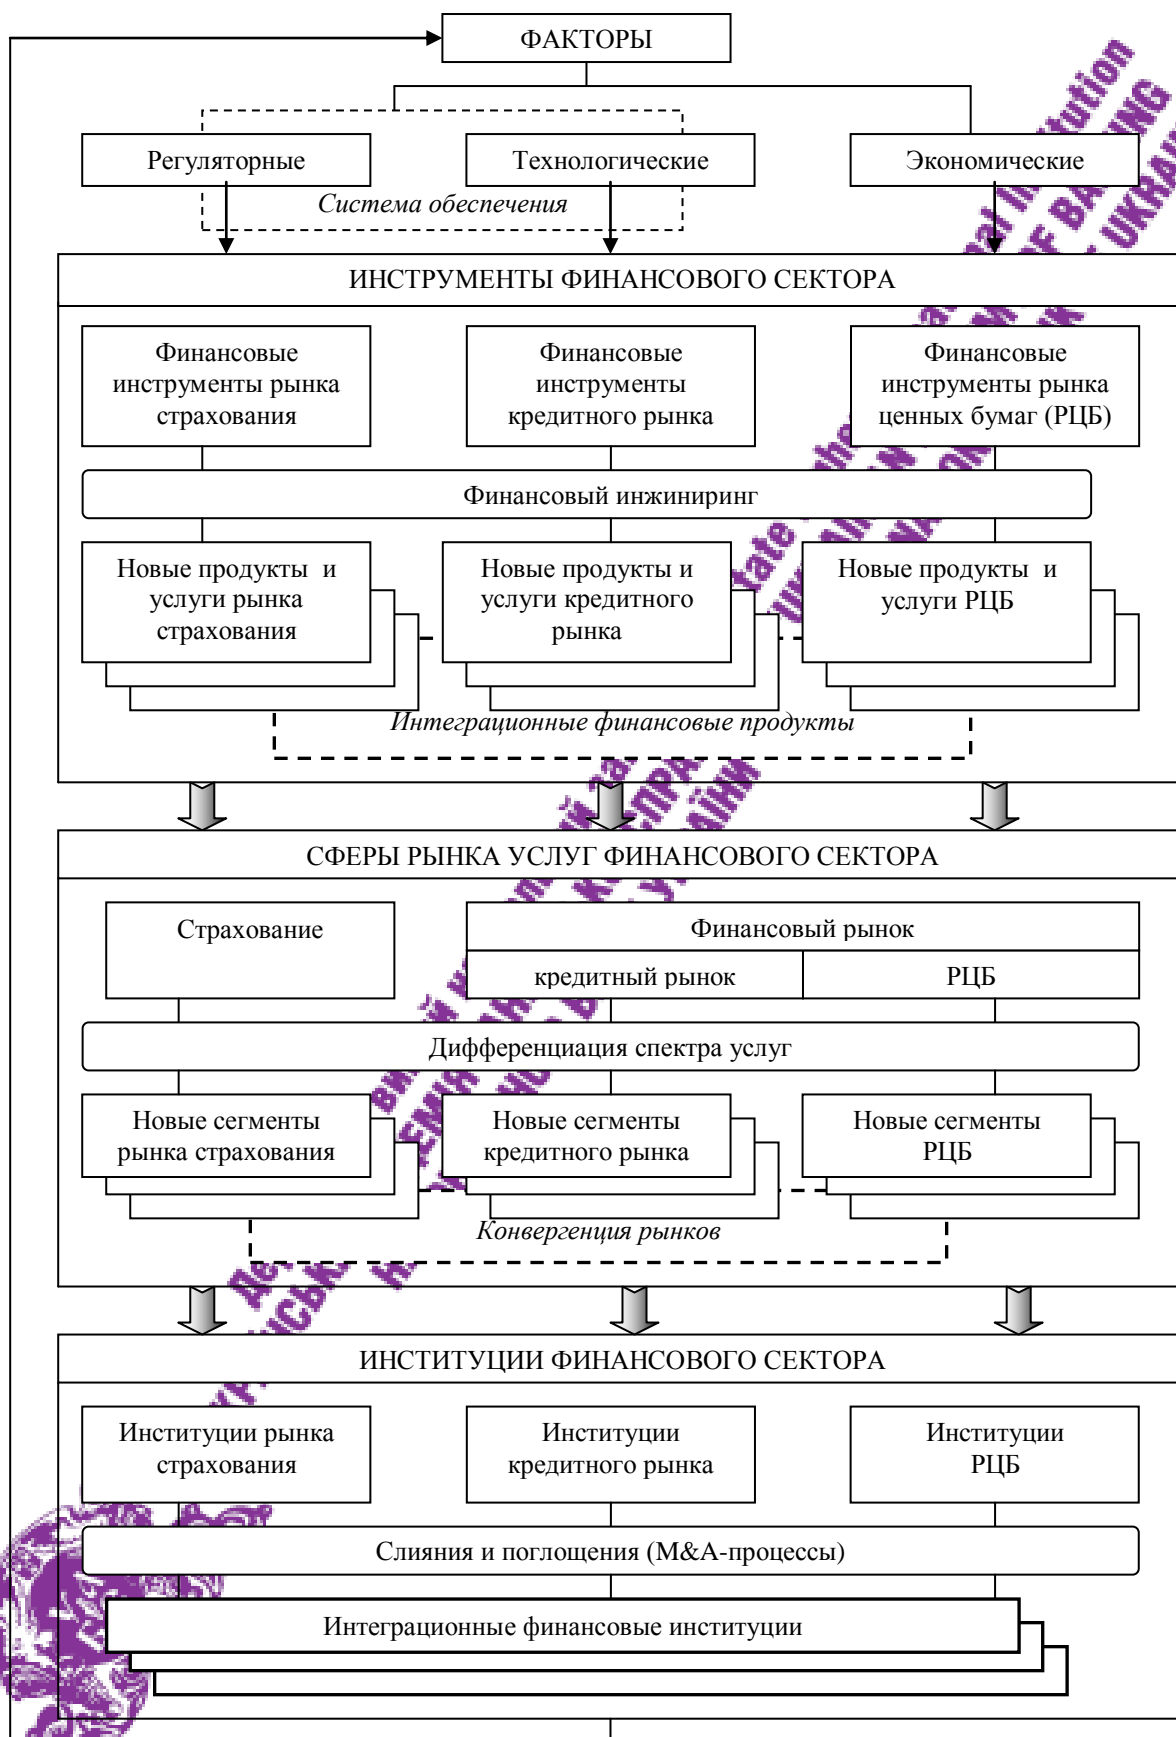 ФАКТОРЫ
Регуляторные
Технологические
Экономические
Система обеспечения
ИНСТРУМЕНТЫ ФИНАНСОВОГО СЕКТОРА
Финансовые
инструменты рынка
страхования
Финансовые
инструменты
кредитного рынка
Финансовые
инструменты рынка
ценных бумаг (РЦБ)
Финансовый инжиниринг
Новые продукты и
услуги рынка
страхования
Новые продукты и
услуги кредитного
рынка
Новые продукты и
услуги РЦБ
Интеграционные финансовые продукты
СФЕРЫ РЫНКА УСЛУГ ФИНАНСОВОГО СЕКТОРА
Страхование
Финансовый рынок
кредитный рынок
РЦБ
Дифференциация спектра услуг
Новые сегменты
рынка страхования
Новые сегменты
кредитного рынка
Новые сегменты
РЦБ
Конвергенция рынков
ИНСТИТУЦИИ ФИНАНСОВОГО СЕКТОРА
Институции рынка
страхования
Институции
кредитного рынка
Институции
РЦБ
Слияния и поглощения (М&А-процессы)
Интеграционные финансовые институции